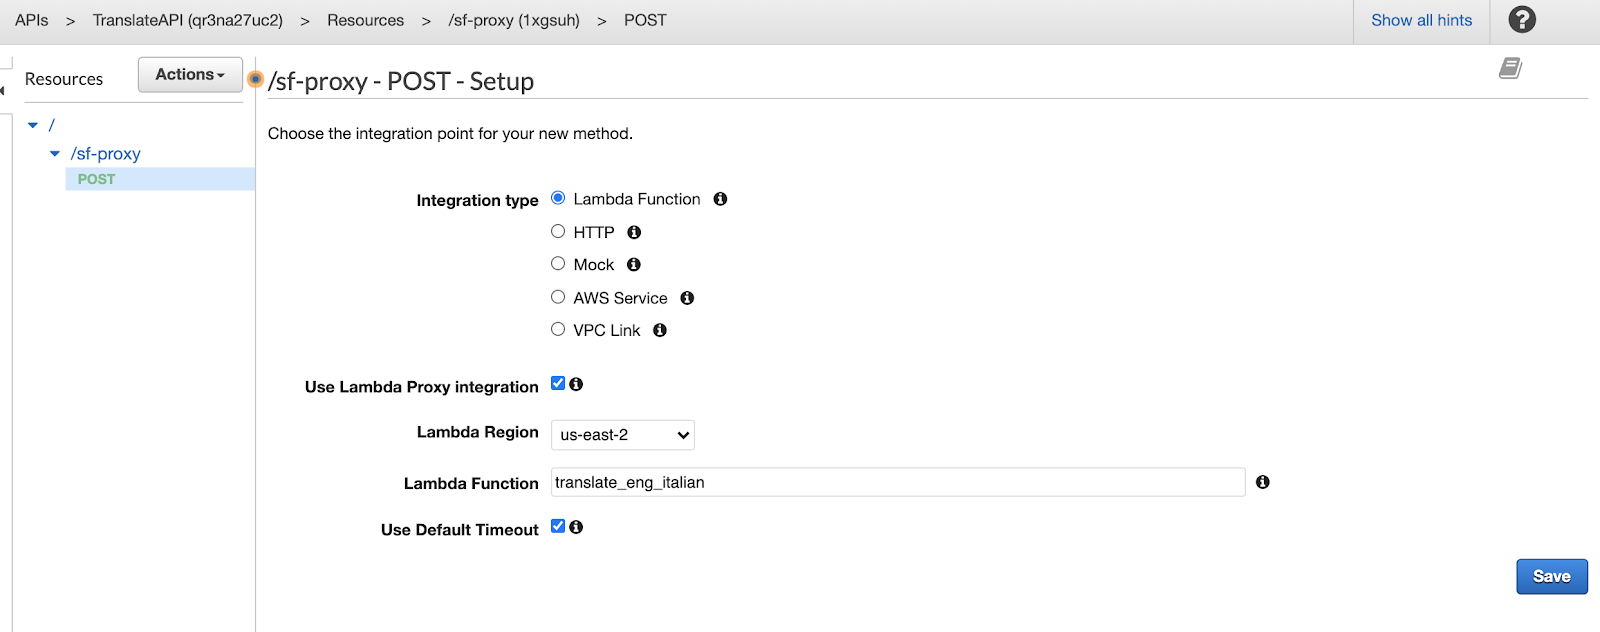 APIs > TranslateAPI (qr3na27uc2) > Resources > /sf-proxy (1xgsuh) > POST Show all hints ?
Resources Actions /sf-proxy - POST - Setup
Choose the integration point for your new method.
/
/sf-proxy
POST
Integration type Lambda Function
HTTP
Mock
AWS Service
VPC Link
Use Lambda Proxy integration
Lambda Region us-east-2
Lambda Function translate_eng_italian
Use Default Timeout
Save